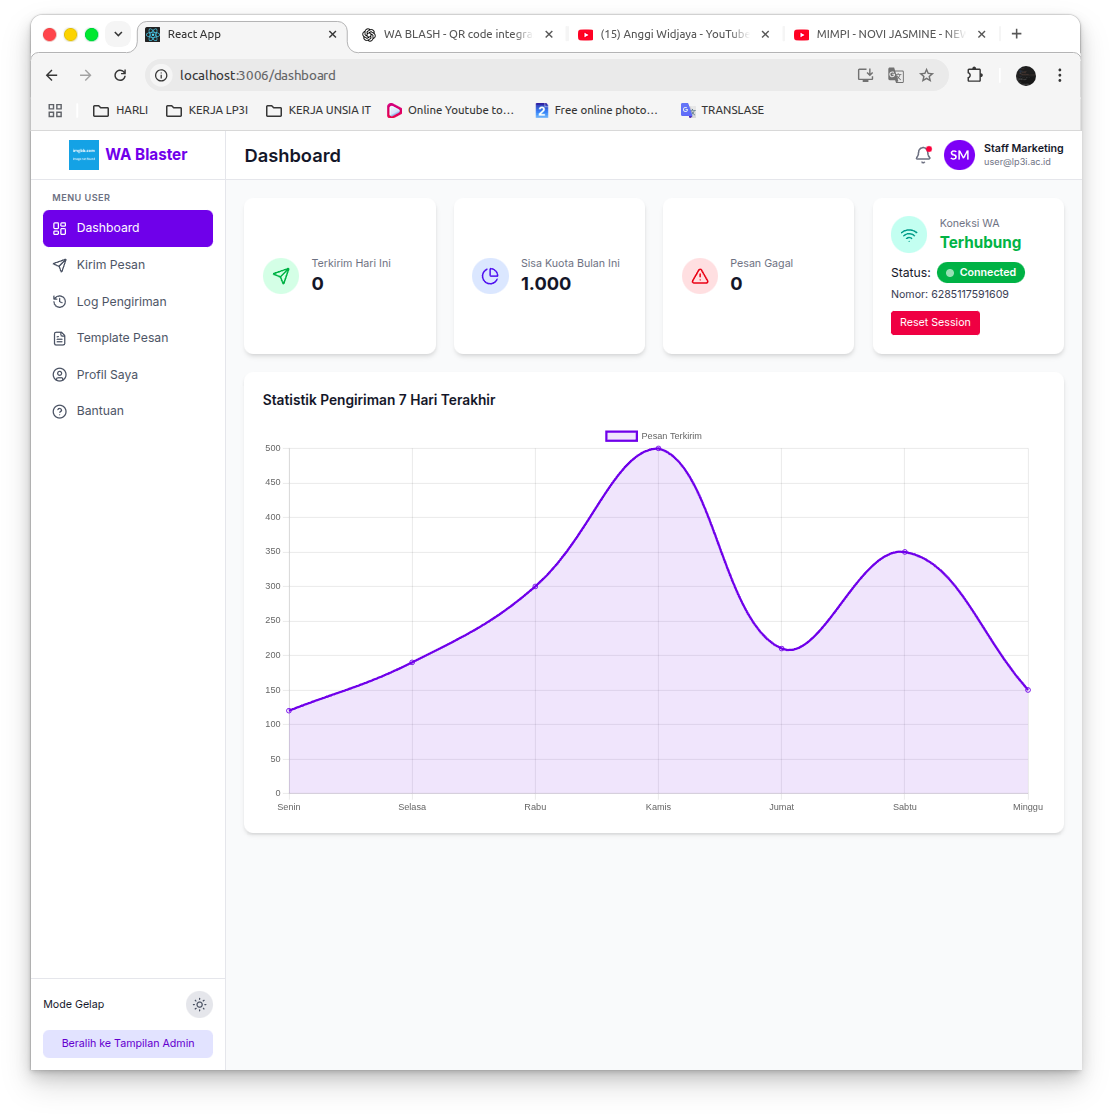 React App
WA BLASH - QR code integra
(15) Anggi Widjaya - YouTube
MIMPI - NOVI JASMINE - NEW
localhost:3006/dashboard
HARLI
KERJA LP3I
KERJA UNSIA IT
Online Youtube to...
Free online photo...
TRANSLASE
WA Blaster
Dashboard
SM
Staff Marketing
user@lp3i.ac.id
MENU USER
Dashboard
Kirim Pesan
Log Pengiriman
Template Pesan
Profil Saya
Bantuan
Terkirim Hari Ini
0
Sisa Kuota Bulan Ini
1.000
Pesan Gagal
0
Koneksi WA
Terhubung
Status: Connected
Nomor: 6285117591609
Reset Session
Statistik Pengiriman 7 Hari Terakhir
Pesan Terkirim
500
450
400
350
300
250
200
150
100
50
0
Senin Selasa Rabu Kamis Jumat Sabtu Minggu
Mode Gelap
Beralih ke Tampilan Admin